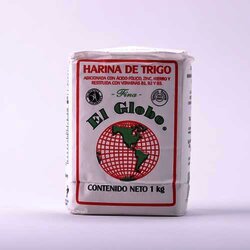 HARINA DE TRIGO
ADICIONADA CON ÁCIDO FÓLICO, ZINC, HIERRO Y
RESTITUIDA CON VITAMINAS B1, B2 Y B3.
Fina
El Globo.
CONTENIDO NETO 1 kg